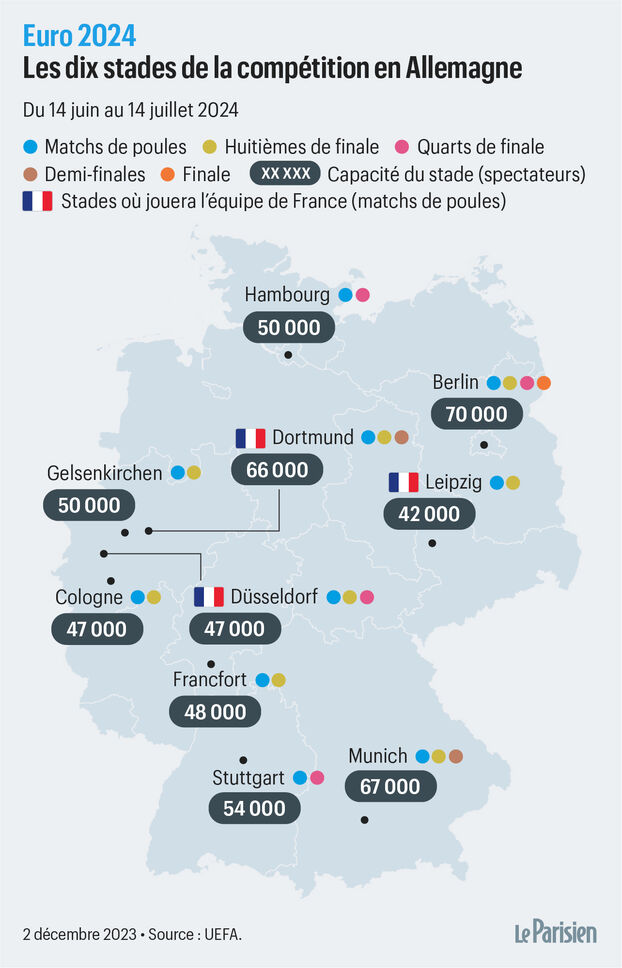 Euro 2024
Les dix stades de la compétition en Allemagne
Du 14 juin au 14 juillet 2024
Matchs de poules Huitièmes de finale Quarts de finale
Demi-finales Finale XX XXX Capacité du stade (spectateurs)
Stades où jouera l'équipe de France (matchs de poules)
Hambourg
50 000
Berlin
70 000
Dortmund
66 000
Gelsenkirchen
50 000
Leipzig
42 000
Cologne
47 000
Düsseldorf
47 000
Francfort
48 000
Stuttgart
54 000
Munich
67 000
2 décembre 2023 • Source : UEFA.
Le Parisien